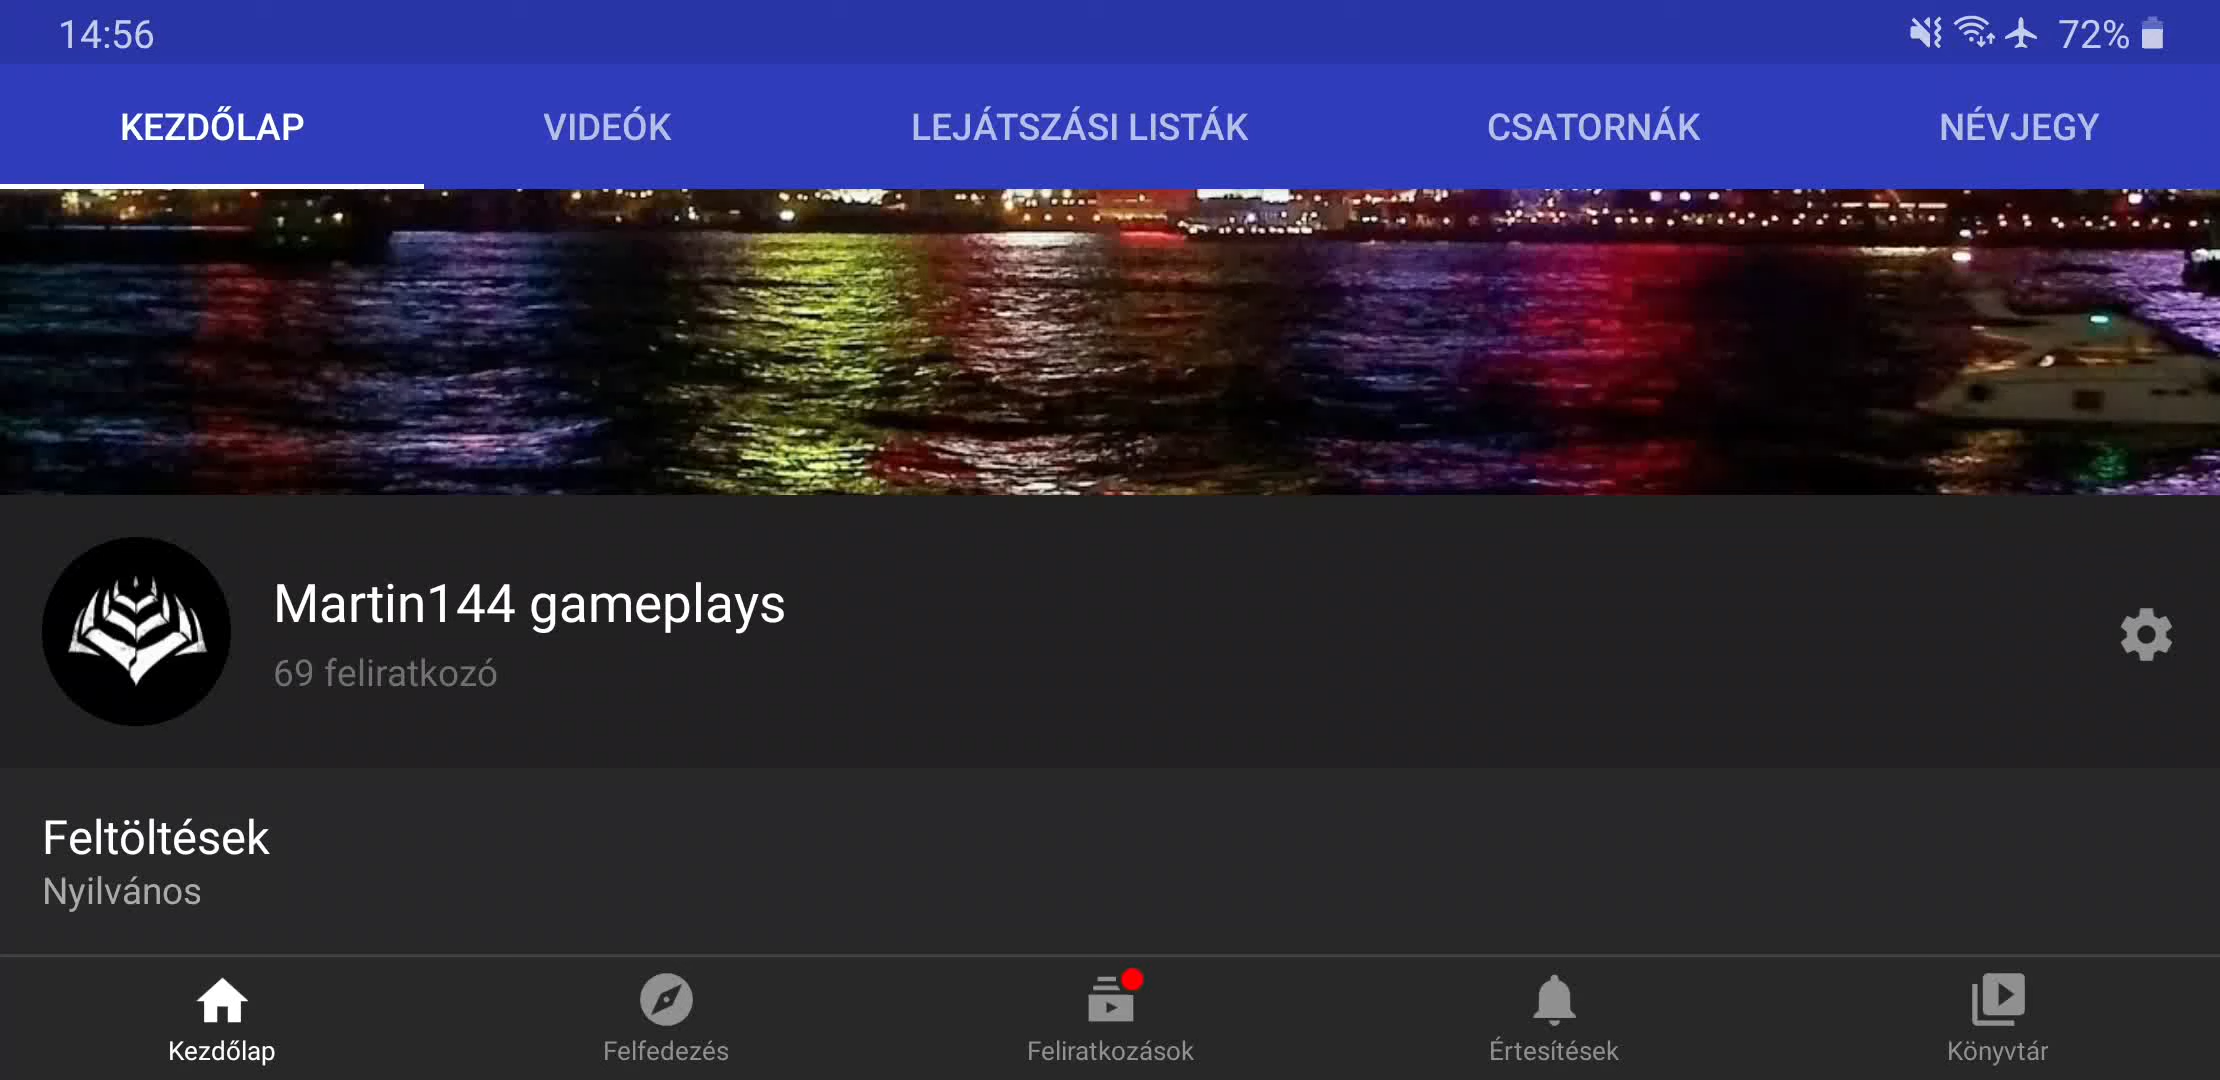 14:56
72%
KEZDŐLAP VIDEÓK LEJÁTSZÁSI LISTÁK CSATORNÁK NÉVJEGY
Martin144 gameplays
69 feliratkozó
Feltöltések
Nyilvános
Kezdőlap Felfedezés Feliratkozások Értesítések Könyvtár